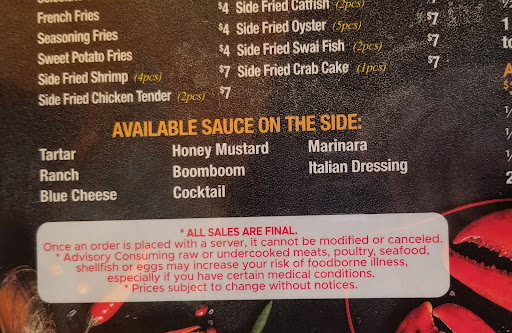 Side Fried Catfish (2pcs) $7
French Fries $4 Side Fried Oyster (5pcs) $7
Seasoning Fries $4 Side Fried Swai Fish (2pcs) $7
Sweet Potato Fries $4 Side Fried Crab Cake (1pcs) $7
Side Fried Shrimp (4pcs) $7
Side Fried Chicken Tender (2pcs) $7
AVAILABLE SAUCE ON THE SIDE:
Tartar Honey Mustard Marinara
Ranch Boomboom Italian Dressing
Blue Cheese Cocktail
* ALL SALES ARE FINAL.
Once an order is placed with a server, it cannot be modified or canceled.
* Advisory Consuming raw or undercooked meats, poultry, seafood,
shellfish or eggs may increase your risk of foodborne illness,
especially if you have certain medical conditions.
* Prices subject to change without notices.